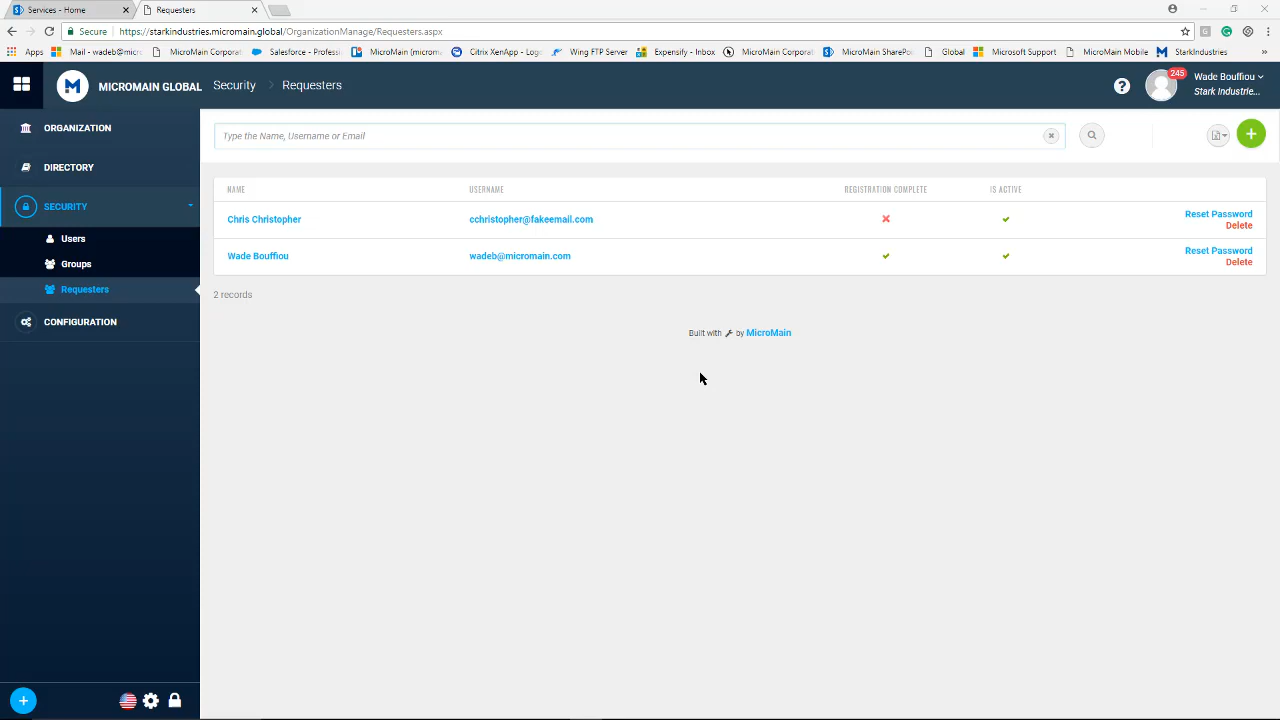 Services - Home
Requesters
Secure
https://starkindustries.micromain.global/OrganizationManage/Requesters.aspx
Apps
Mail - wadeb@micr
MicroMain Corporat
Salesforce - Profess
MicroMain (microm
Citrix XenApp - Log
Wing FTP Server
Expensify - Inbox
MicroMain Corporat
MicroMain SharePoi
Global
Microsoft Support
MicroMain Mobile
StarkIndustries
»
MICROMAIN GLOBAL
Security
Requesters
?
245
Wade Bouffiou
Stark Industrie...
ORGANIZATION
DIRECTORY
SECURITY
Users
Groups
Requesters
CONFIGURATION
Type the Name, Username or Email
NAME USERNAME REGISTRATION COMPLETE IS ACTIVE
Chris Christopher cchristopher@fakeemail.com Reset Password
Delete
Wade Bouffiou wadeb@micromain.com Reset Password
Delete
2 records
Built with by MicroMain